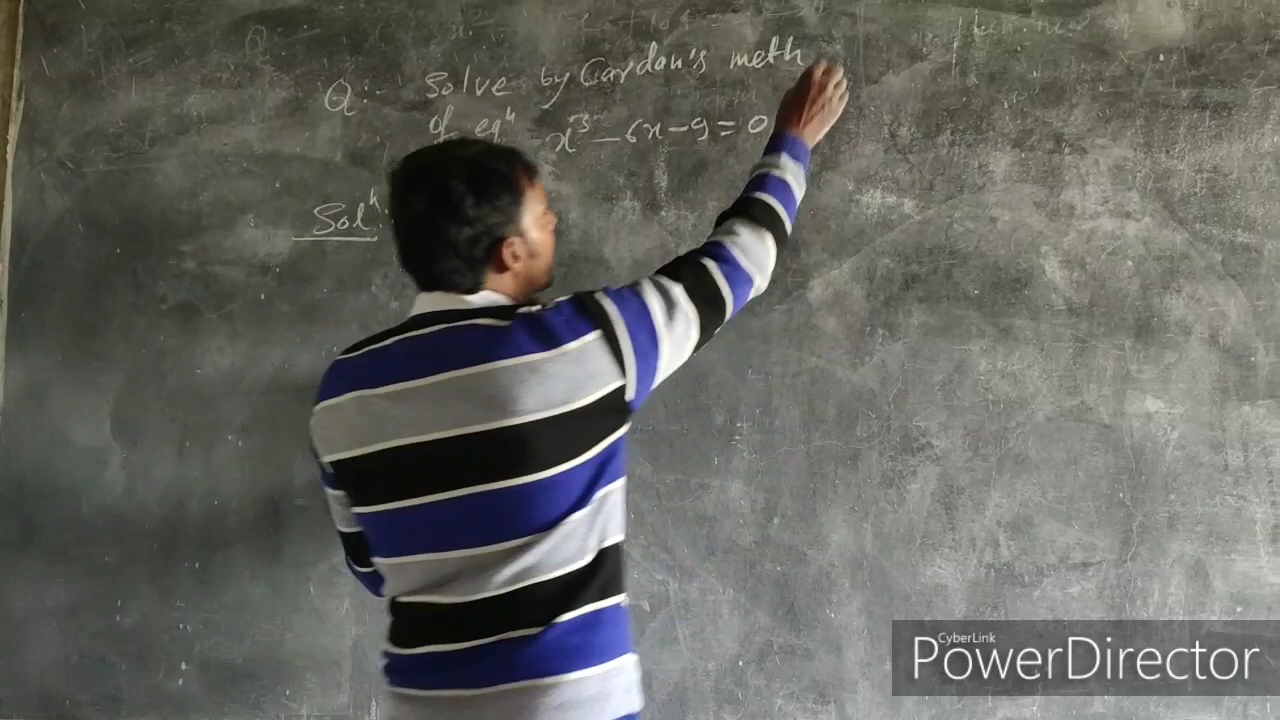 Q:- Solve by Cardan's meth
of eqⁿ x³ - 6x - 9 = 0
Solⁿ:
CyberLink
PowerDirector